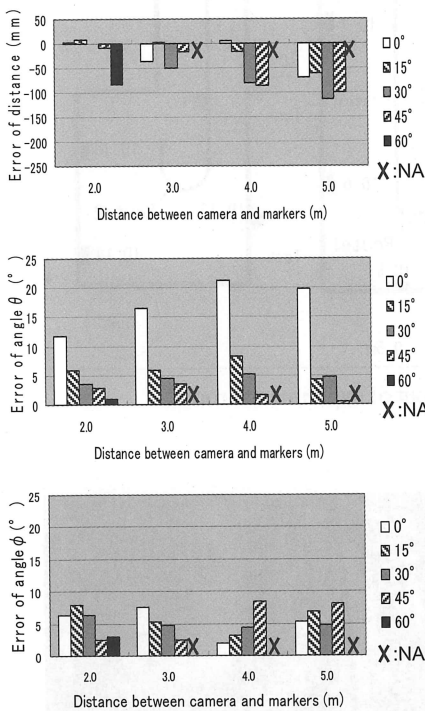 Error of distance (mm)
50
0
-50
-100
-150
-200
-250
2.0 3.0 4.0 5.0
Distance between camera and markers (m)
0°
15°
30°
45°
60°
X:NA
Error of angle θ (°)
25
20
15
10
5
0
2.0 3.0 4.0 5.0
Distance between camera and markers (m)
0°
15°
30°
45°
60°
X:NA
Error of angle ϕ (°)
25
20
15
10
5
0
2.0 3.0 4.0 5.0
Distance between camera and markers (m)
0°
15°
30°
45°
60°
X:NA